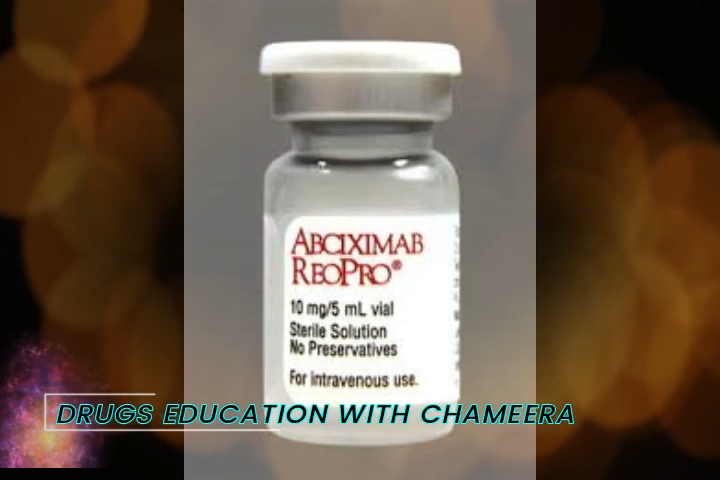 ABCIXIMAB
REOPRO®
10 mg/5 mL vial
Sterile Solution
No Preservatives
For intravenous use.
DRUGS EDUCATION WITH CHAMEERA